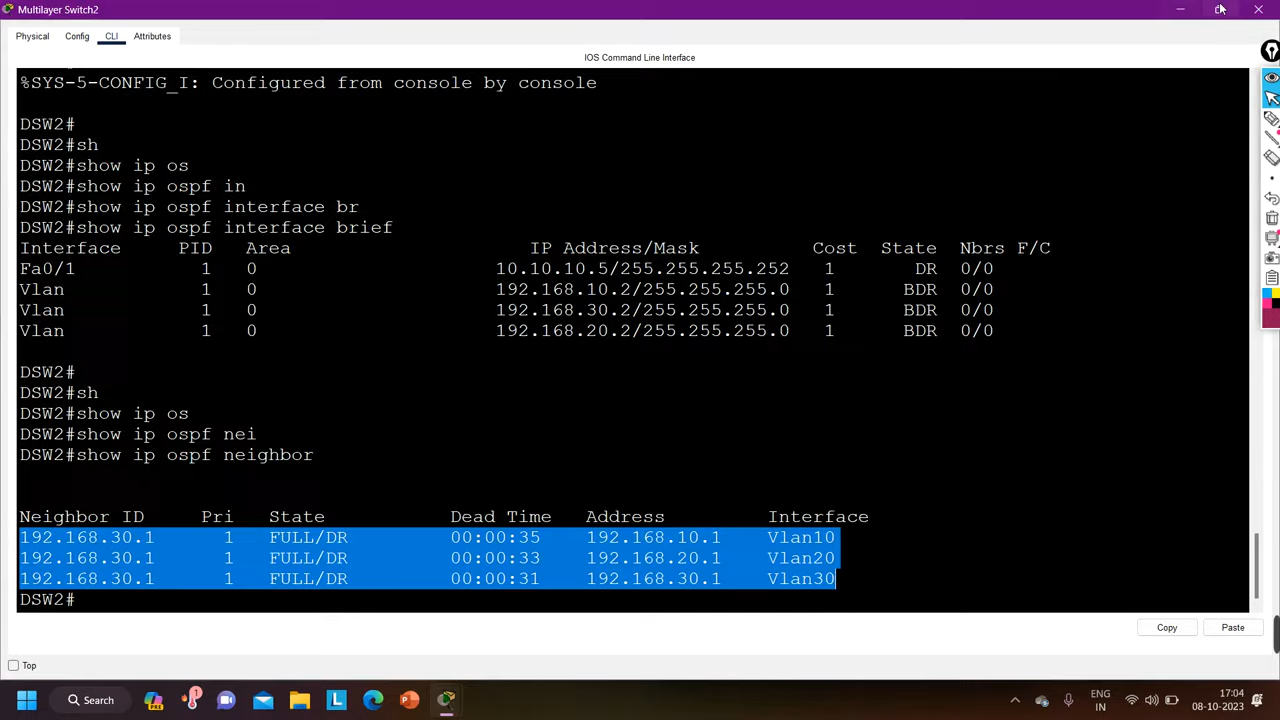 Multilayer Switch2
Physical Config CLI Attributes
IOS Command Line Interface
%SYS-5-CONFIG_I: Configured from console by console
DSW2#
DSW2#sh
DSW2#show ip os
DSW2#show ip ospf in
DSW2#show ip ospf interface br
DSW2#show ip ospf interface brief
Interface PID Area IP Address/Mask Cost State Nbrs F/C
Fa0/1 1 0 10.10.10.5/255.255.255.252 1 DR 0/0
Vlan 1 0 192.168.10.2/255.255.255.0 1 BDR 0/0
Vlan 1 0 192.168.30.2/255.255.255.0 1 BDR 0/0
Vlan 1 0 192.168.20.2/255.255.255.0 1 BDR 0/0
DSW2#
DSW2#sh
DSW2#show ip os
DSW2#show ip ospf nei
DSW2#show ip ospf neighbor
Neighbor ID Pri State Dead Time Address Interface
192.168.30.1 1 FULL/DR 00:00:35 192.168.10.1 Vlan10
192.168.30.1 1 FULL/DR 00:00:33 192.168.20.1 Vlan20
192.168.30.1 1 FULL/DR 00:00:31 192.168.30.1 Vlan30
DSW2#
Copy Paste
Top
Search
PRE
1
L
P
ENG
IN
17:04
08-10-2023